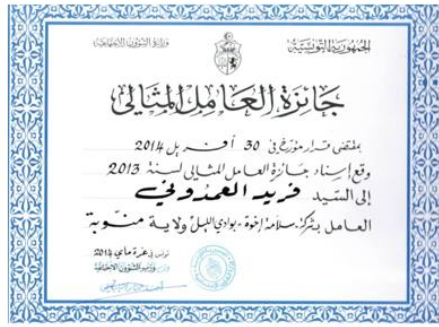 الجمهورية التونسية
وزارة الشؤون الاجتماعية
جائزة العامل المثالي
بمقتضى قرار مؤرخ في 30 أفريل 2014
وقع إسناد جائزة العامل المثالي لسنة 2013
إلى السيد فريد العمدوني
العامل بشركة سلامة إخوة - بوادي الليل ولاية منوبة
تونس في غرة ماي 2014
وزير الشؤون الاجتماعية